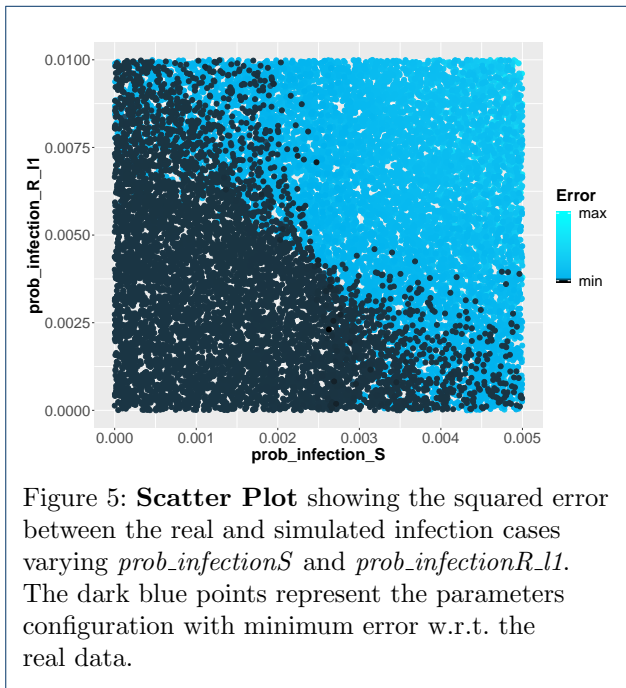 0.0100
0.0075
0.0050
0.0025
0.0000
prob_infection_R_l1
0.000 0.001 0.002 0.003 0.004 0.005
prob_infection_S
Error
max
min
Figure 5: Scatter Plot showing the squared error
between the real and simulated infection cases
varying prob_infectionS and prob_infectionR_l1.
The dark blue points represent the parameters
configuration with minimum error w.r.t. the
real data.